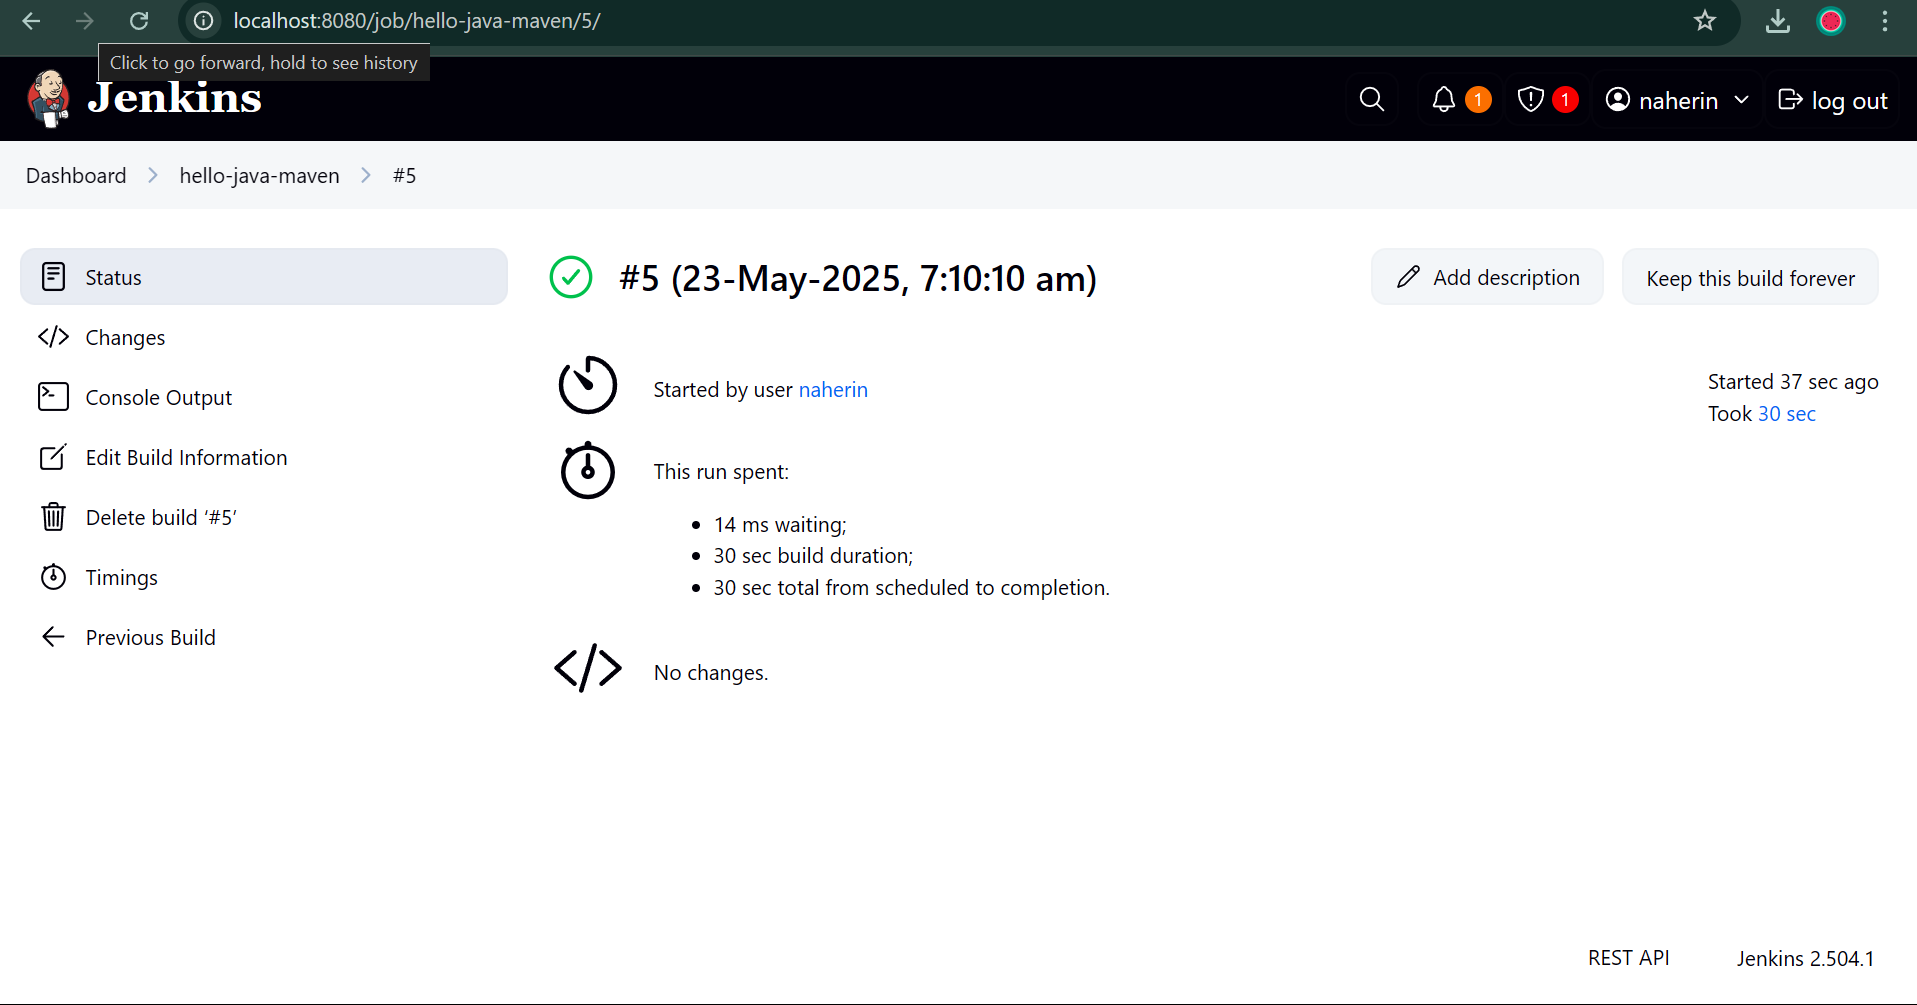 localhost:8080/job/hello-java-maven/5/
Click to go forward, hold to see history
Jenkins
1
1
naherin
log out
Dashboard
hello-java-maven
#5
Status
Changes
Console Output
Edit Build Information
Delete build ‘#5’
Timings
Previous Build
#5 (23-May-2025, 7:10:10 am)
Add description
Keep this build forever
Started by user naherin
Started 37 sec ago
Took 30 sec
This run spent:
14 ms waiting;
30 sec build duration;
30 sec total from scheduled to completion.
No changes.
REST API
Jenkins 2.504.1